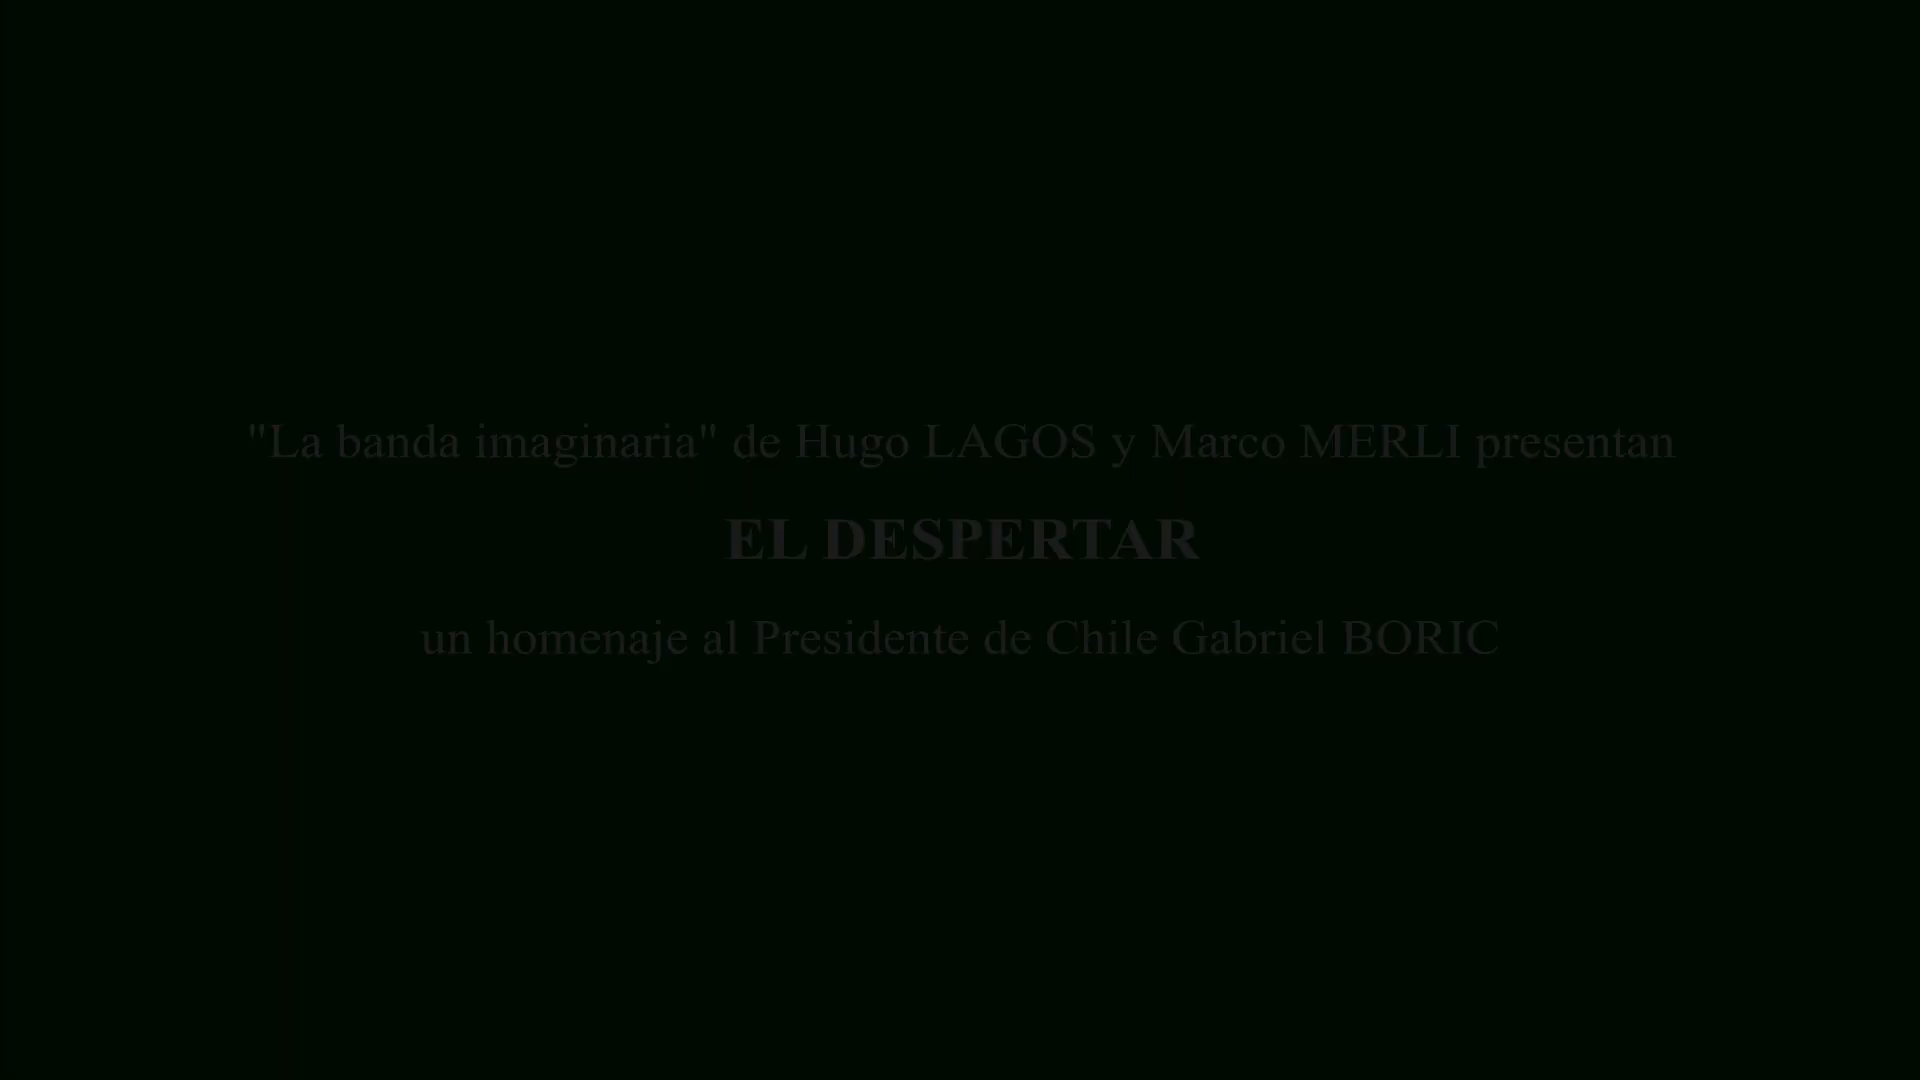 "La banda imaginaria" de Hugo LAGOS y Marco MERLI presentan
EL DESPERTAR
un homenaje al Presidente de Chile Gabriel BORIC